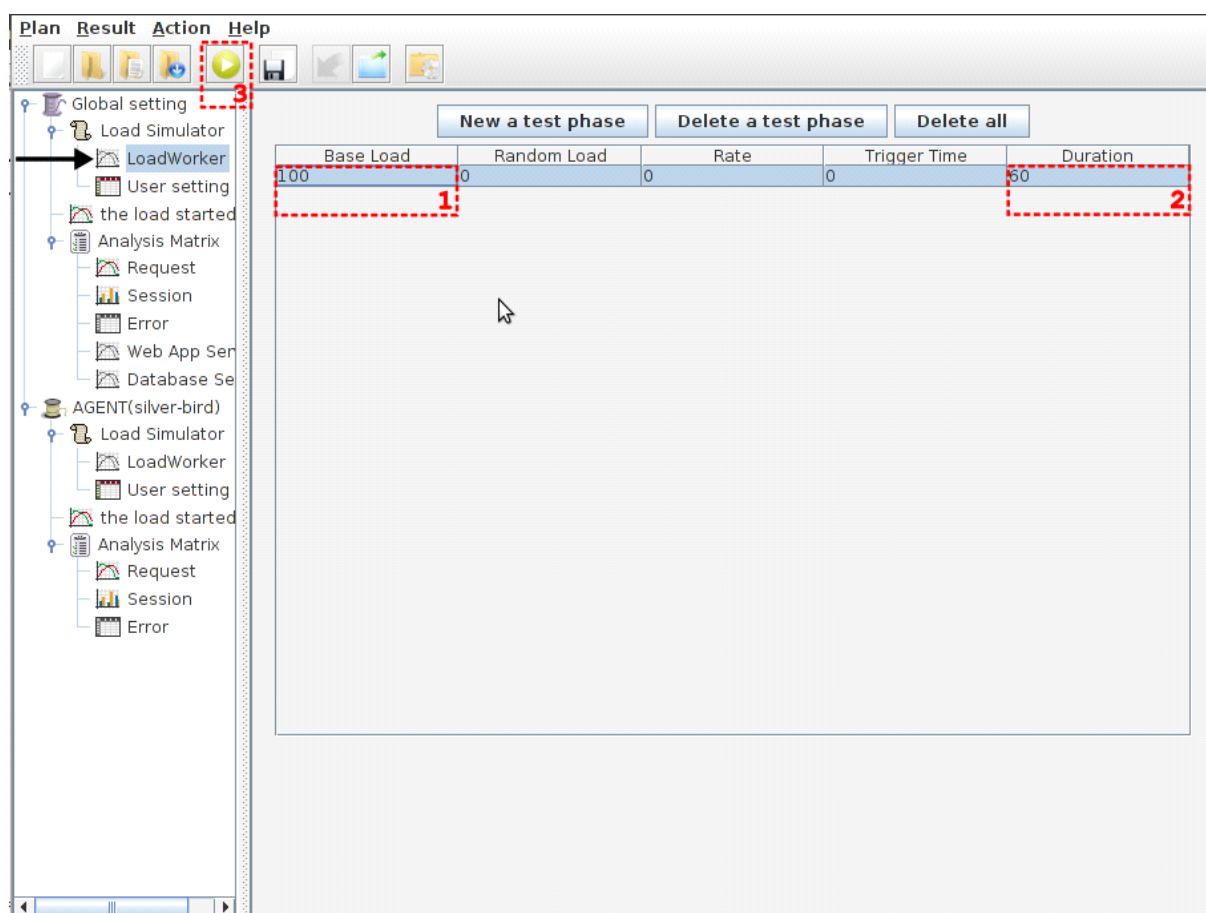 Plan Result Action Help
3
Global setting
Load Simulator
LoadWorker
User setting
the load started
Analysis Matrix
Request
Session
Error
Web App Ser
Database Se
AGENT(silver-bird)
Load Simulator
LoadWorker
User setting
the load started
Analysis Matrix
Request
Session
Error
New a test phase Delete a test phase Delete all
Base Load Random Load Rate Trigger Time Duration
100 0 0 0 60
1 2